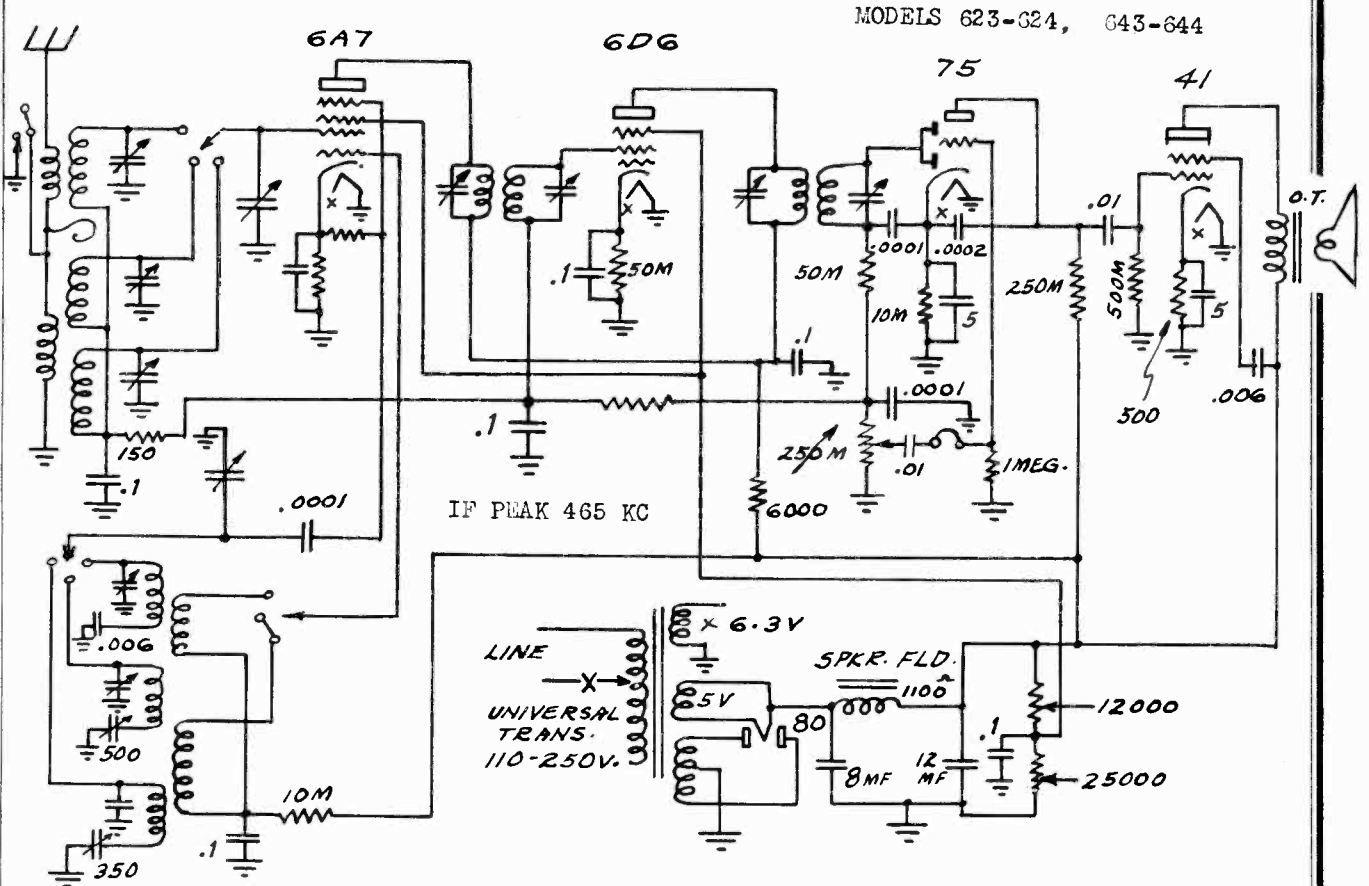 MODELS 623-624, 643-644
6A7
6D6
75
41
O.T.
.01
.0001
.0002
X
X
X
X
.1
50M
50M
10M
5
250M
500M
5
.1
.0001
.006
500
150
.1
.1
250M
.01
1MEG.
.0001
IF PEAK 465 KC
6000
.006
LINE
X
UNIVERSAL
TRANS.
110-250V.
X 6.3V
5V
80
SPKR. FLD.
1100 Ω
12000
.1
8MF
12
MF
25000
500
10M
.1
350